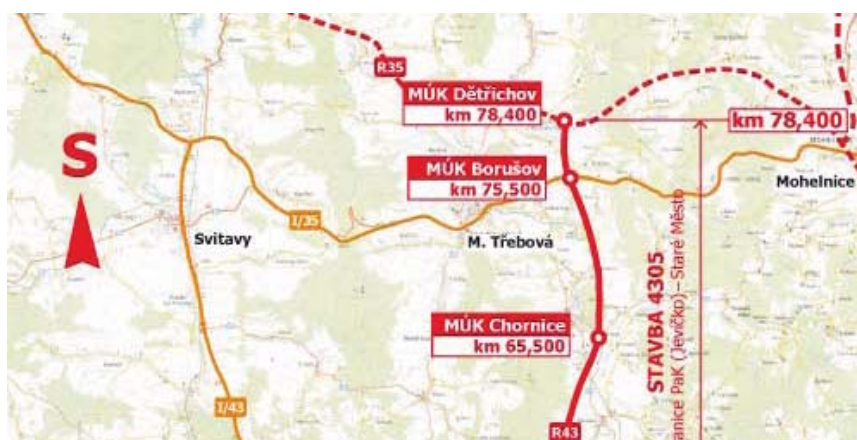 R35
MÚK Dětřichov
km 78,400
km 78,400
S
MÚK Borušov
km 75,500
Mohelnice
I/35
Svitavy
M. Třebová
STAVBA 4305
anice PaK (Jevíčko)–Staré Město
MÚK Chornice
km 65,500
I/43
R43